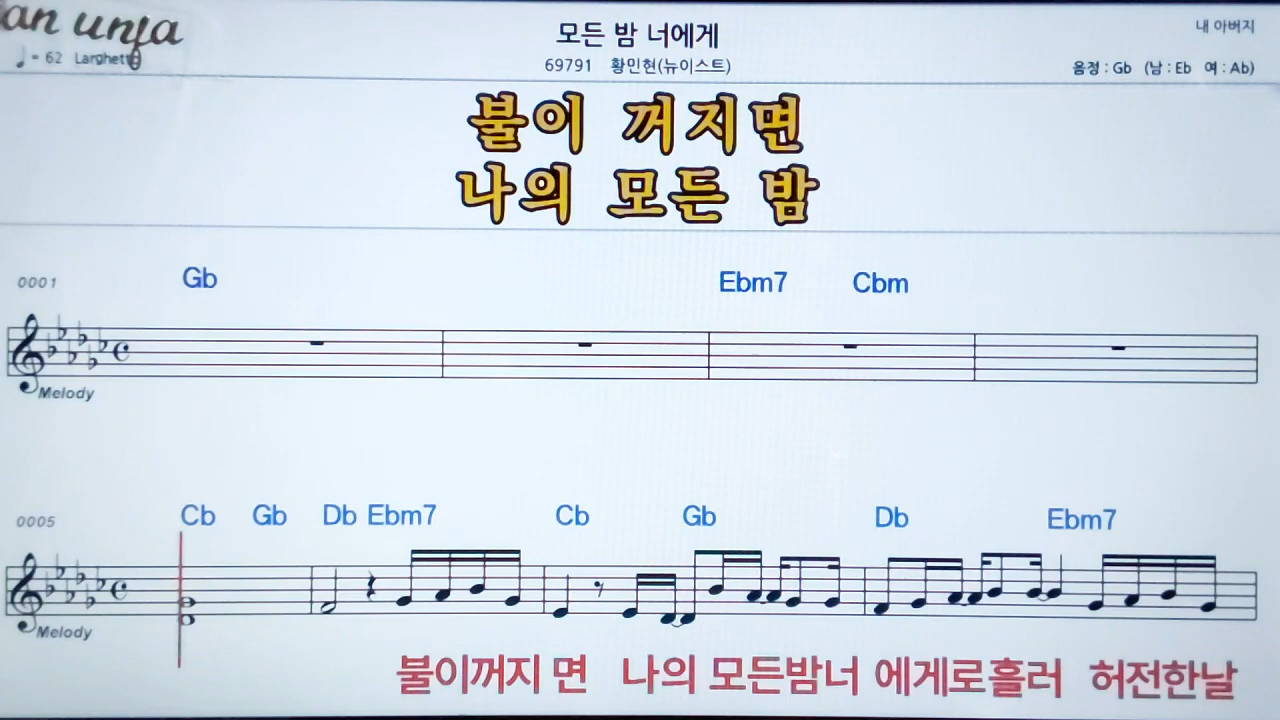 an unja
♩ = 62 Larghetto
모든 밤 너에게
69791 황민현(뉴이스트)
내 아버지
음정 : Gb (남 : Eb 여 : Ab)
불이 꺼지면
나의 모든 밤
0001 Gb Ebm7 Cbm
Melody
0005 Cb Gb Db Ebm7 Cb Gb Db Ebm7
Melody
불이꺼지 면 나의 모든밤너 에게로흘러 허전한날